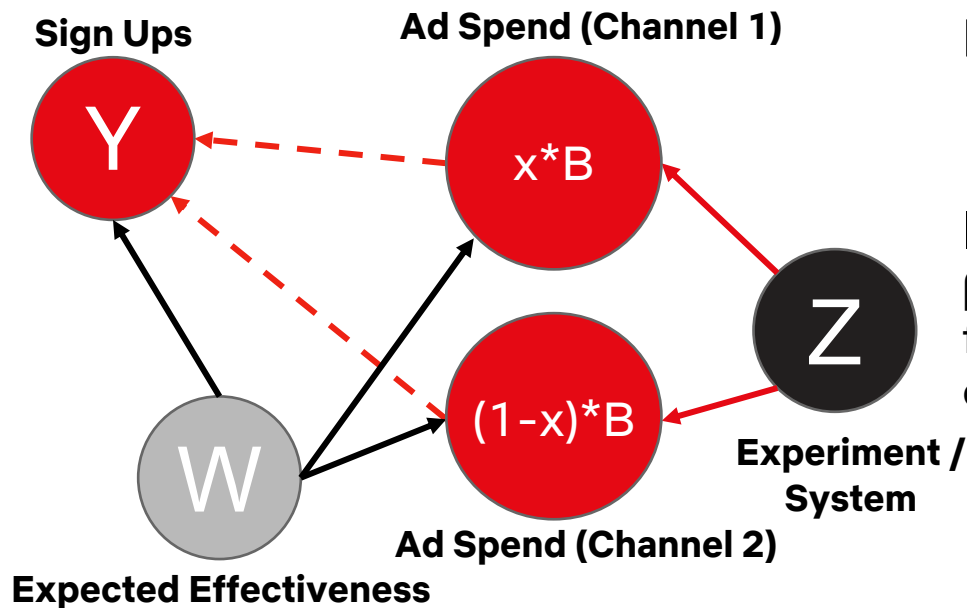 Sign Ups
Ad Spend (Channel 1)
Y
x*B
Z
(1-x)*B
W
Experiment /
System
Ad Spend (Channel 2)
Expected Effectiveness